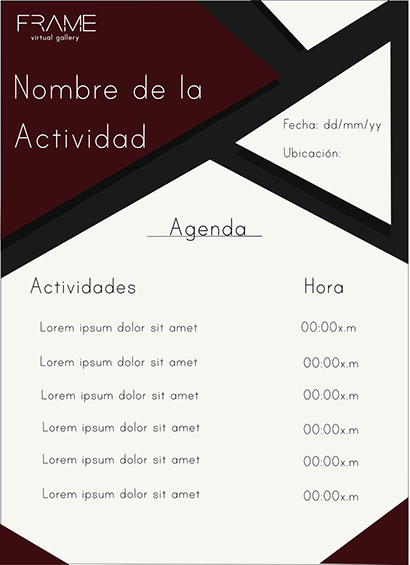 FRAME
virtual gallery
Nombre de la
Actividad
Fecha: dd/mm/yy
Ubicación:
Agenda
Actividades Hora
Lorem ipsum dolor sit amet 00:00x.m
Lorem ipsum dolor sit amet 00:00x.m
Lorem ipsum dolor sit amet 00:00x.m
Lorem ipsum dolor sit amet 00:00x.m
Lorem ipsum dolor sit amet 00:00x.m
Lorem ipsum dolor sit amet 00:00x.m